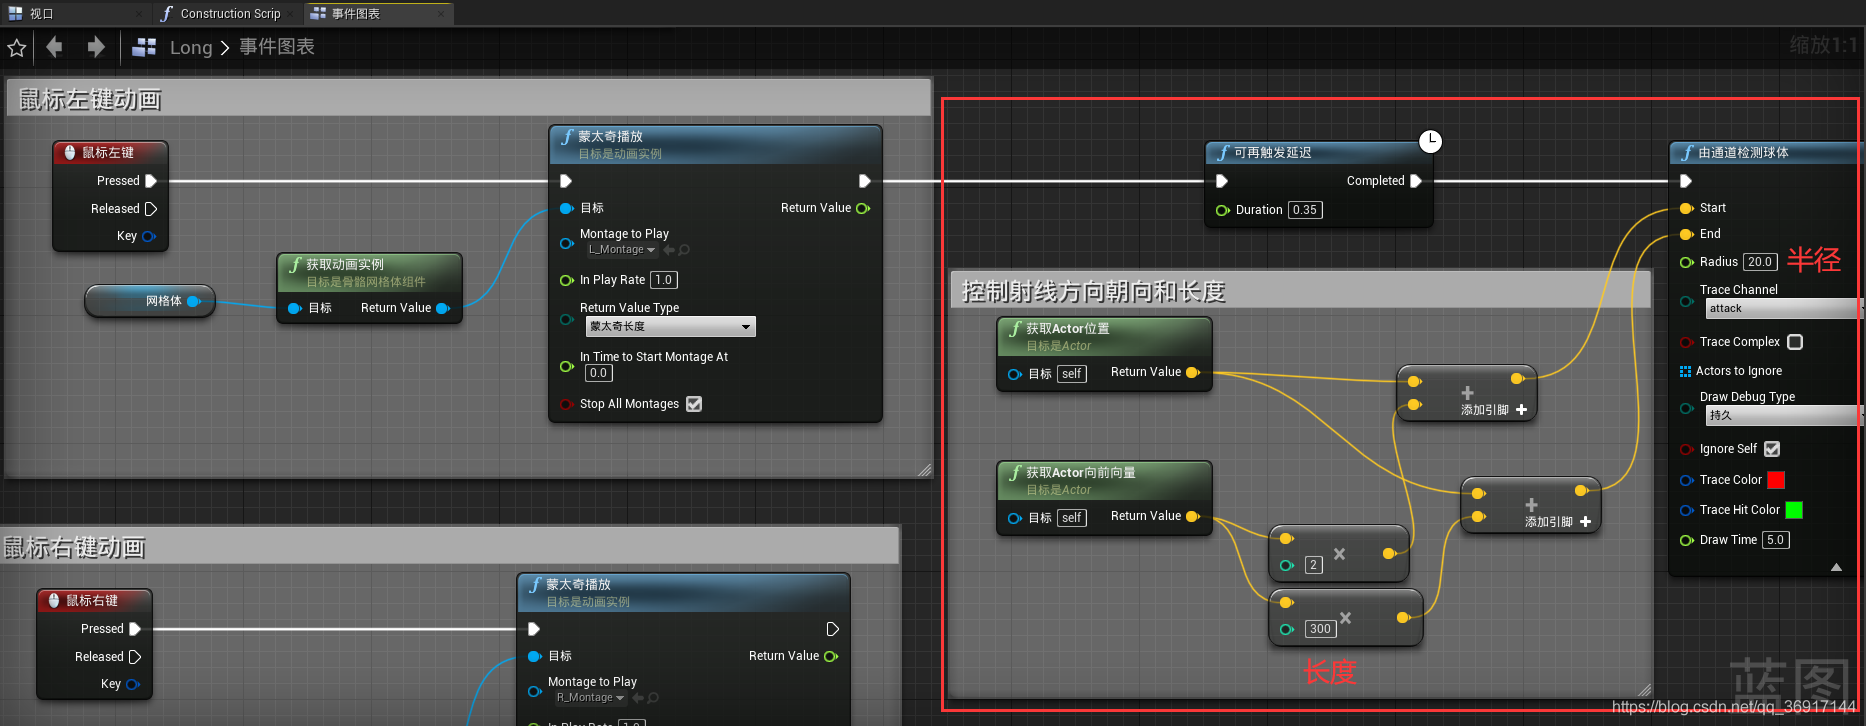 视口
Construction Scrip
事件图表
Long > 事件图表
缩放1:1
鼠标左键动画
鼠标左键
Pressed
Released
Key
网格体
获取动画实例
目标是骨骼网格体组件
目标
Return Value
蒙太奇播放
目标是动画实例
目标
Return Value
Montage to Play
L_Montage
In Play Rate 1.0
Return Value Type
蒙太奇长度
In Time to Start Montage At
0.0
Stop All Montages
可再触发延迟
Completed
Duration 0.35
由通道检测球体
Start
End
Radius 20.0 半径
Trace Channel
attack
Trace Complex
Actors to Ignore
Draw Debug Type
持久
Ignore Self
Trace Color
Trace Hit Color
Draw Time 5.0
控制射线方向朝向和长度
获取Actor位置
目标是Actor
目标 self
Return Value
获取Actor向前向量
目标是Actor
目标 self
Return Value
添加引脚
添加引脚
2
300
长度
鼠标右键动画
鼠标右键
Pressed
Released
Key
蒙太奇播放
目标是动画实例
目标
Return Value
Montage to Play
R_Montage
In Play Rate 1.0
蓝图
https://blog.csdn.net/qq_36917144